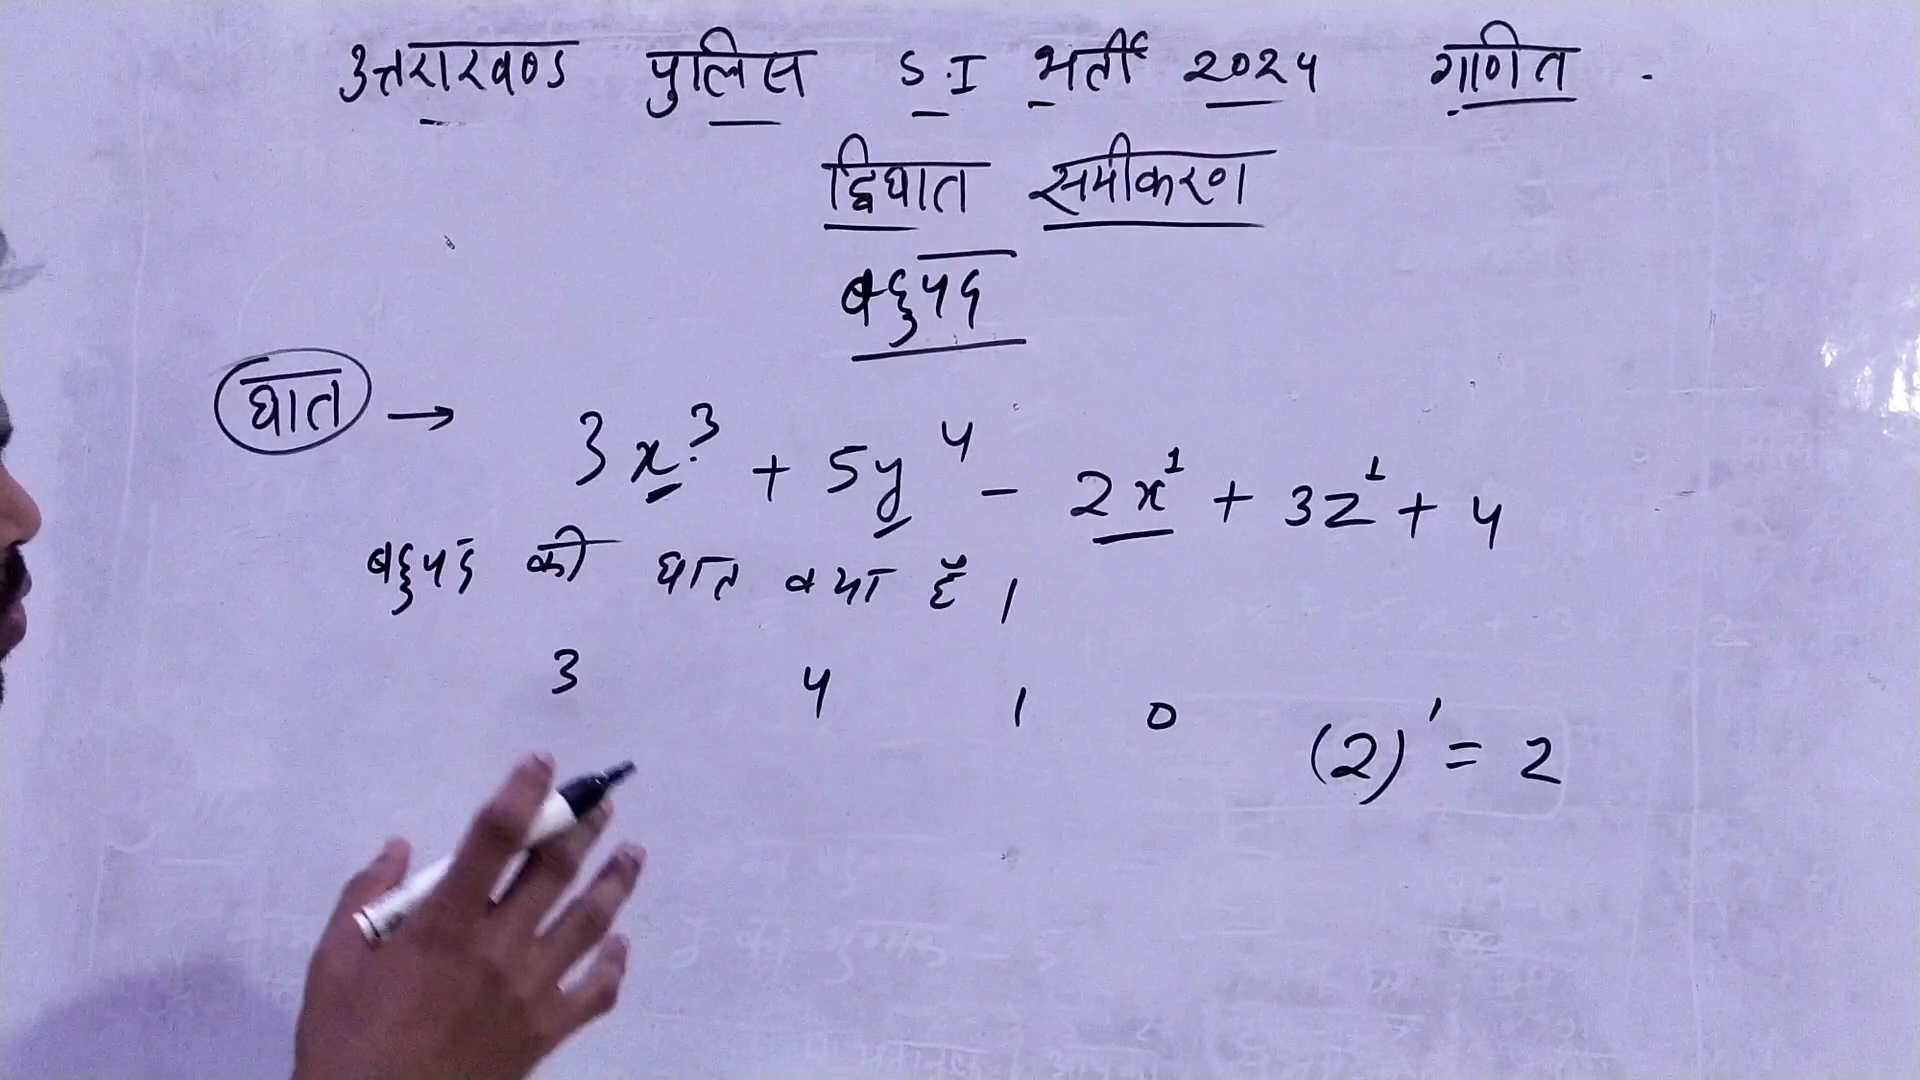 उत्तराखण्ड पुलिस S.I भर्ती 2024 गणित
द्विघात समीकरण
बहुपद
घात → 3x³ + 5y⁴ - 2x¹ + 3z¹ + 4
बहुपद की घात क्या है ।
3 4 1 0 (2)¹ = 2